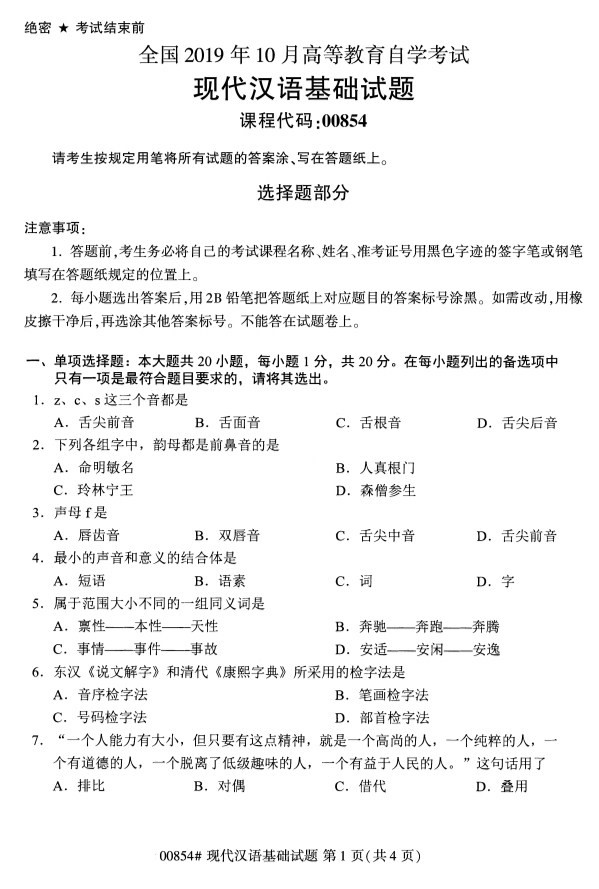 绝密 ★ 考试结束前
全国 2019 年 10 月高等教育自学考试
现代汉语基础试题
课程代码:00854
请考生按规定用笔将所有试题的答案涂、写在答题纸上。
选择题部分
注意事项:
1. 答题前,考生务必将自己的考试课程名称、姓名、准考证号用黑色字迹的签字笔或钢笔
填写在答题纸规定的位置上。
2. 每小题选出答案后,用 2B 铅笔把答题纸上对应题目的答案标号涂黑。如需改动,用橡
皮擦干净后,再选涂其他答案标号。不能答在试题卷上。
一、单项选择题：本大题共 20 小题，每小题 1 分，共 20 分。在每小题列出的备选项中
只有一项是最符合题目要求的，请将其选出。
1．z、c、s 这三个音都是
A．舌尖前音 B．舌面音 C．舌根音 D．舌尖后音
2．下列各组字中，韵母都是前鼻音的是
A．命明敏名 B．人真根门
C．玲林宁王 D．森僧参生
3．声母 f 是
A．唇齿音 B．双唇音 C．舌尖中音 D．舌尖前音
4．最小的声音和意义的结合体是
A．短语 B．语素 C．词 D．字
5．属于范围大小不同的一组同义词是
A．禀性——本性——天性 B．奔驰——奔跑——奔腾
C．事情——事件——事故 D．安适——安闲——安逸
6．东汉《说文解字》和清代《康熙字典》所采用的检字法是
A．音序检字法 B．笔画检字法
C．号码检字法 D．部首检字法
7．“一个人能力有大小，但只要有这点精神，就是一个高尚的人，一个纯粹的人，一
个有道德的人，一个脱离了低级趣味的人，一个有益于人民的人。”这句话用了
A．排比 B．对偶 C．借代 D．叠用
00854# 现代汉语基础试题 第 1 页(共 4 页)